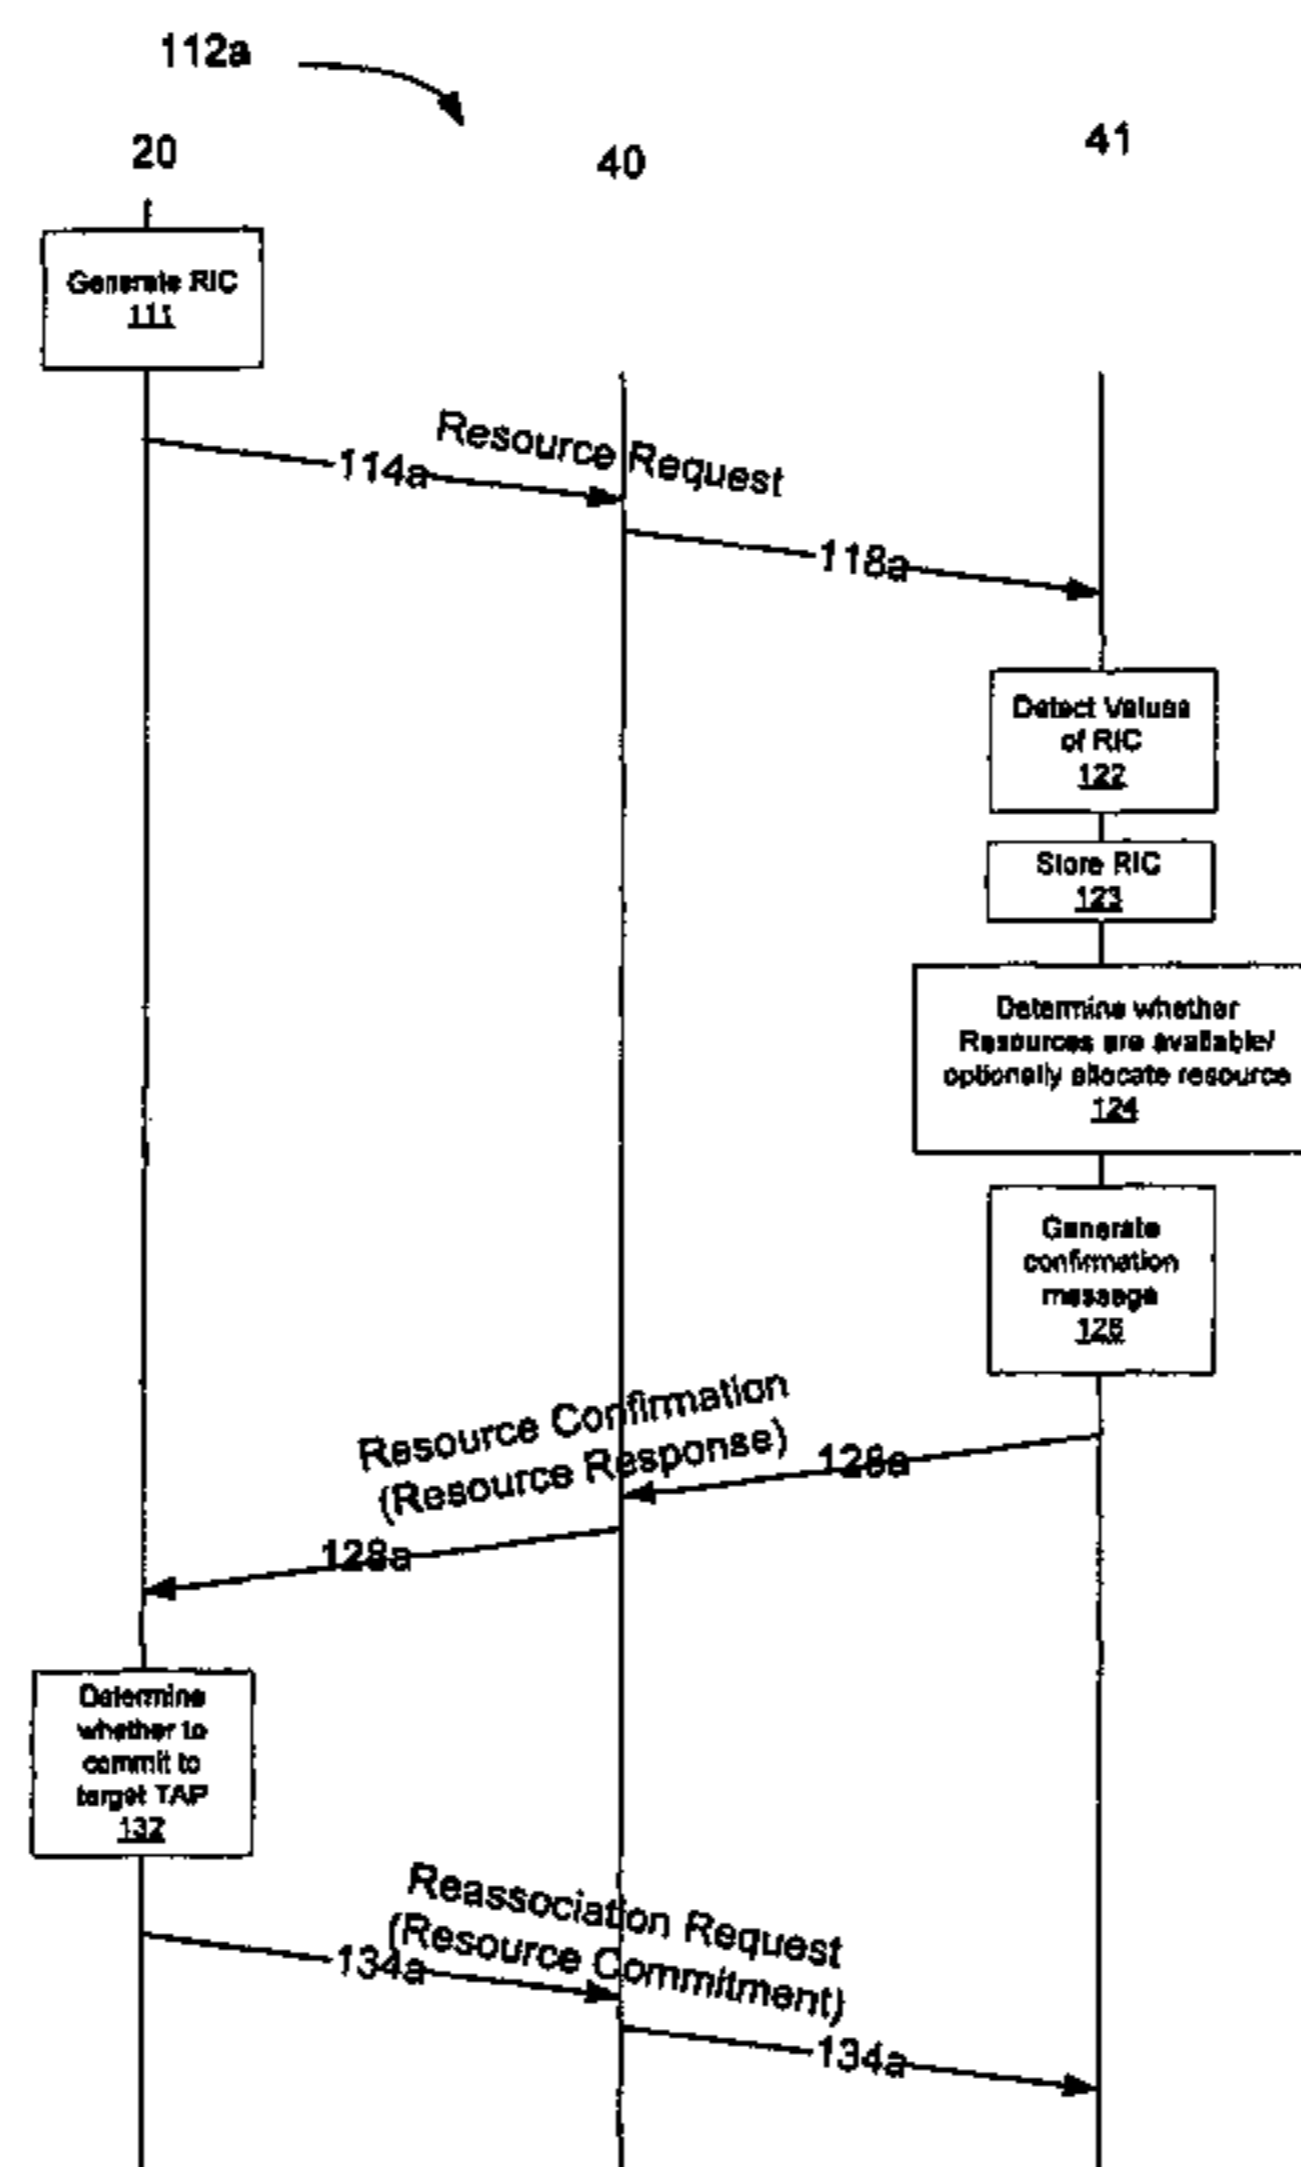 112a
20
40
41
Generate RIC
111
Resource Request
114a
118a
Detect Values
of RIC
122
Store RIC
123
Determine whether
Resources are available/
optionally allocate resource
124
Generate
confirmation
message
126
Resource Confirmation
(Resource Response)
128a
128a
Determine
whether to
commit to
target TAP
132
Reassociation Request
(Resource Commitment)
134a
134a